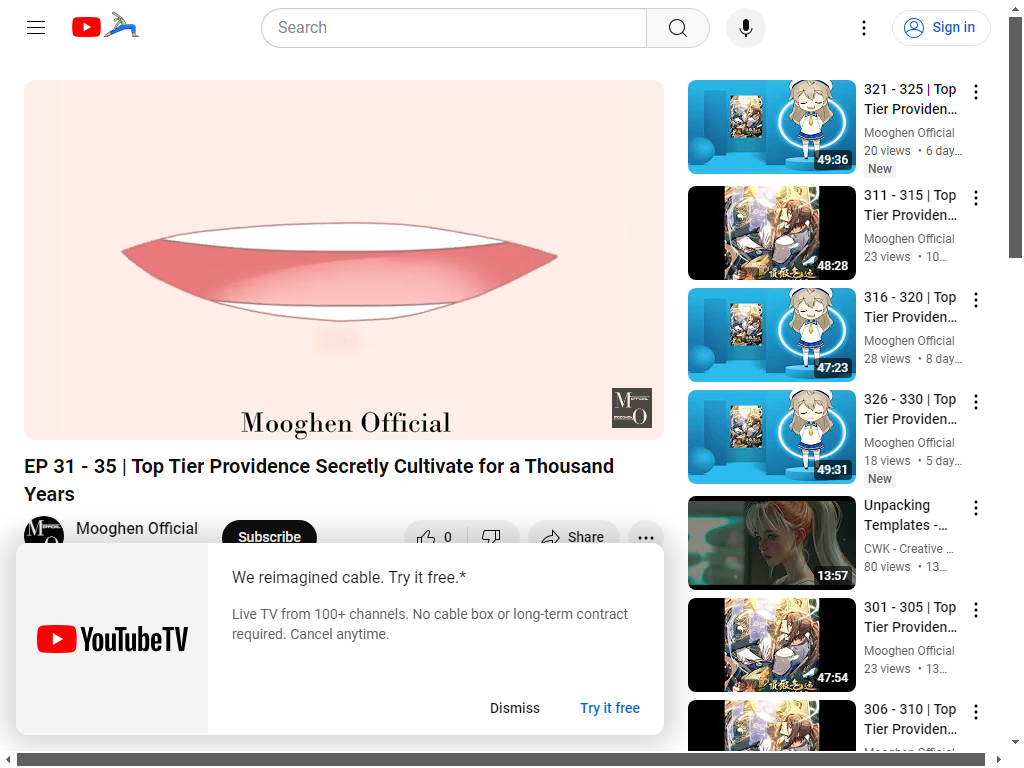 Search
Sign in
Mooghen Official
EP 31 - 35 | Top Tier Providence Secretly Cultivate for a Thousand
Years
Mooghen Official
Subscribe
0
Share
YouTubeTV
We reimagined cable. Try it free.*
Live TV from 100+ channels. No cable box or long-term contract
required. Cancel anytime.
Dismiss
Try it free
321 - 325 | Top
Tier Providen...
Mooghen Official
20 views • 6 day...
New
49:36
311 - 315 | Top
Tier Providen...
Mooghen Official
23 views • 10...
48:28
316 - 320 | Top
Tier Providen...
Mooghen Official
28 views • 8 day...
47:23
326 - 330 | Top
Tier Providen...
Mooghen Official
18 views • 5 day...
New
49:31
Unpacking
Templates -...
CWK - Creative ...
80 views • 13...
13:57
301 - 305 | Top
Tier Providen...
Mooghen Official
23 views • 13...
47:54
306 - 310 | Top
Tier Providen...
Mooghen Official